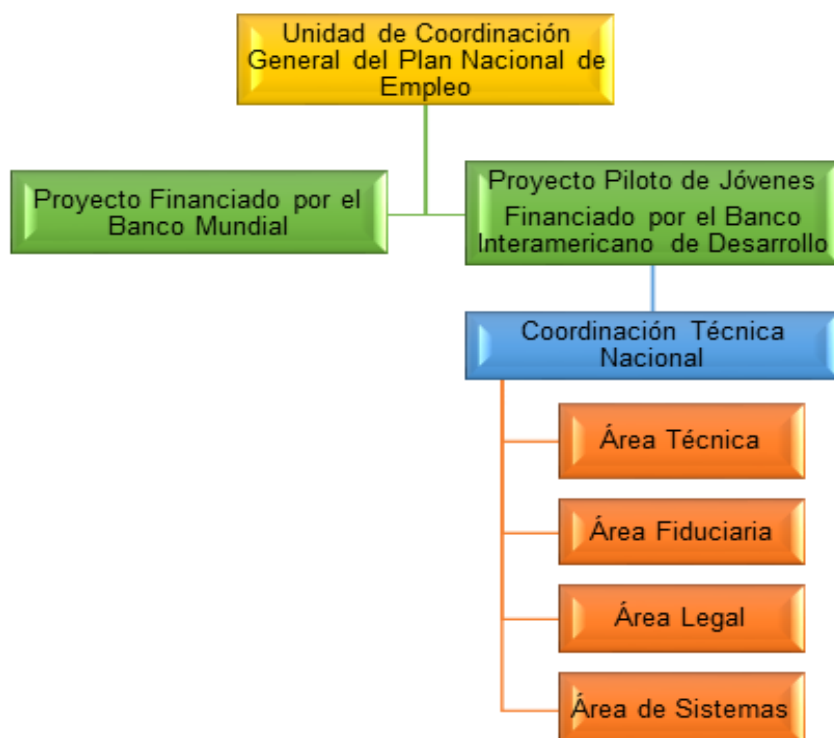 Unidad de Coordinación
General del Plan Nacional de
Empleo
Proyecto Financiado por el
Banco Mundial
Proyecto Piloto de Jóvenes
Financiado por el Banco
Interamericano de Desarrollo
Coordinación Técnica
Nacional
Área Técnica
Área Fiduciaria
Área Legal
Área de Sistemas